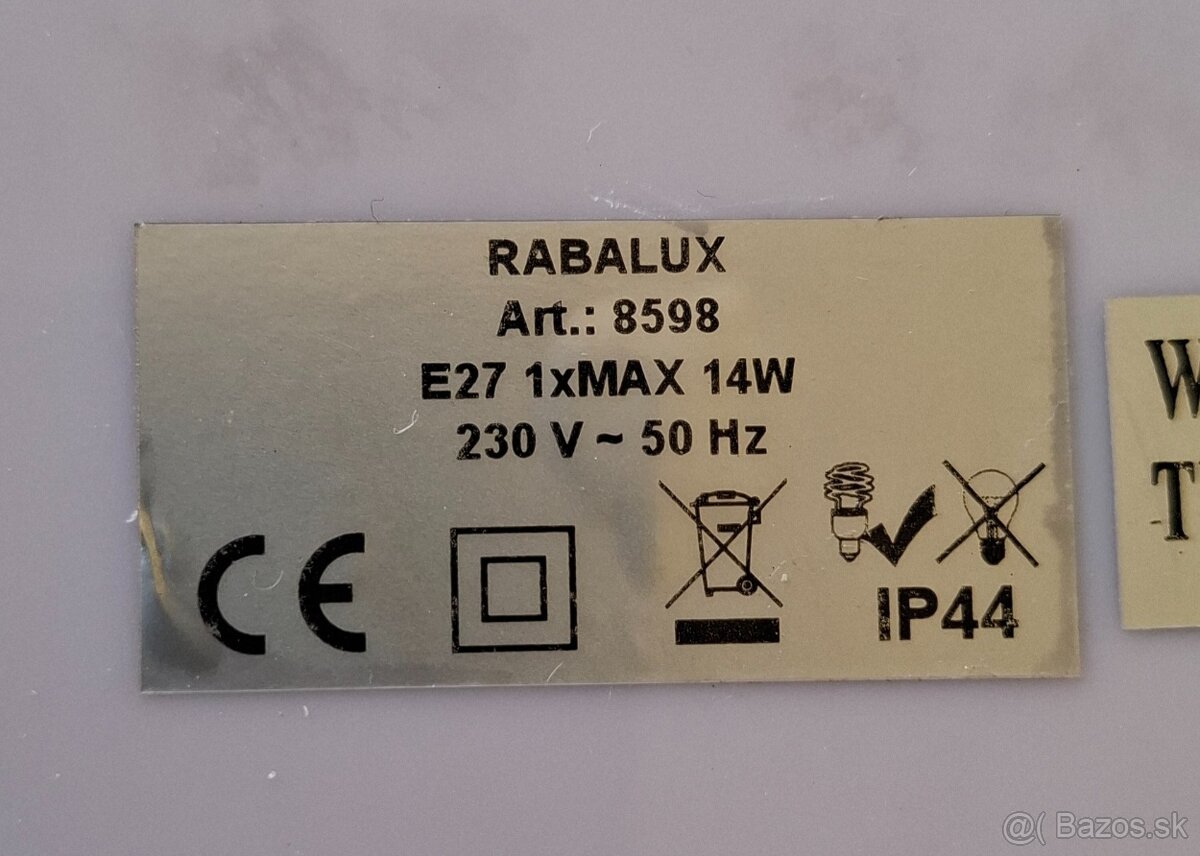 RABALUX
Art.: 8598
E27 1xMAX 14W
230 V ~ 50 Hz
CE
IP44
@( Bazos.sk